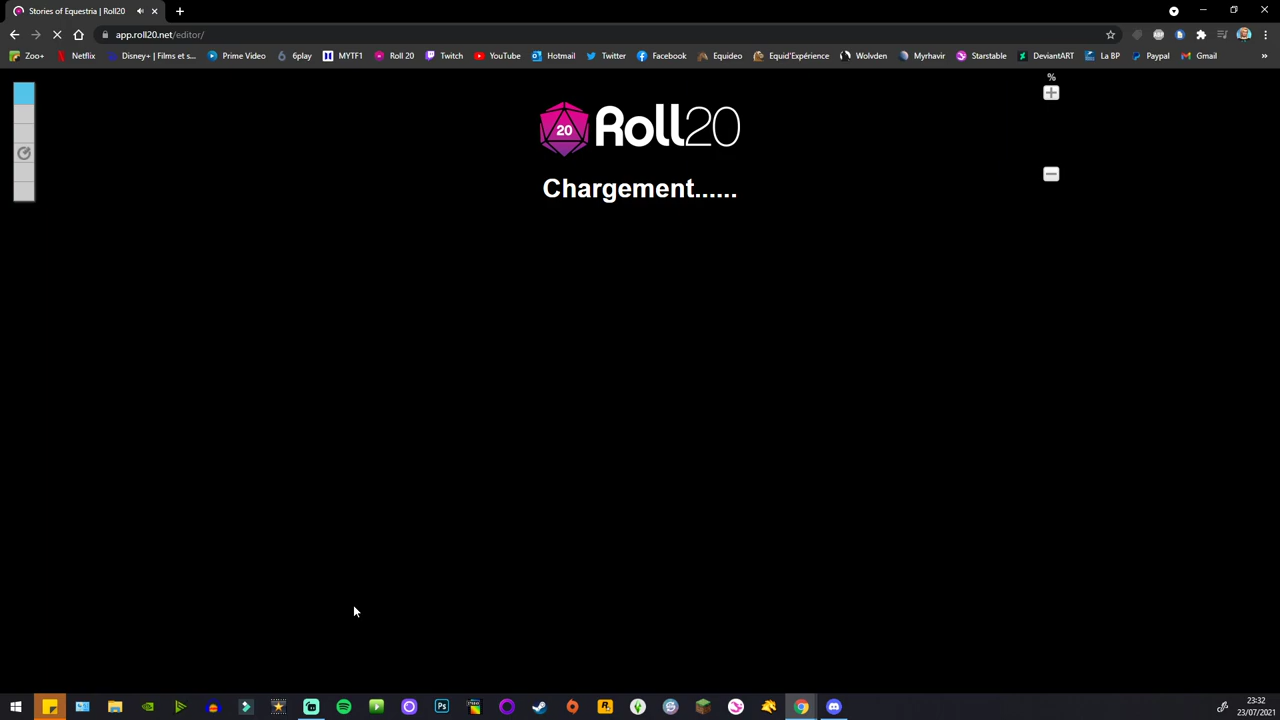 Stories of Equestria | Roll20
app.roll20.net/editor/
Zoo+ Netflix Disney+ | Films et s... Prime Video 6play MYTF1 Roll 20 Twitch YouTube Hotmail Twitter Facebook Equideo Equid'Expérience Wolvden Myrhavir Starstable DeviantART La BP Paypal Gmail »
%
20 Roll20
Chargement......
Ps
23:32
23/07/2021